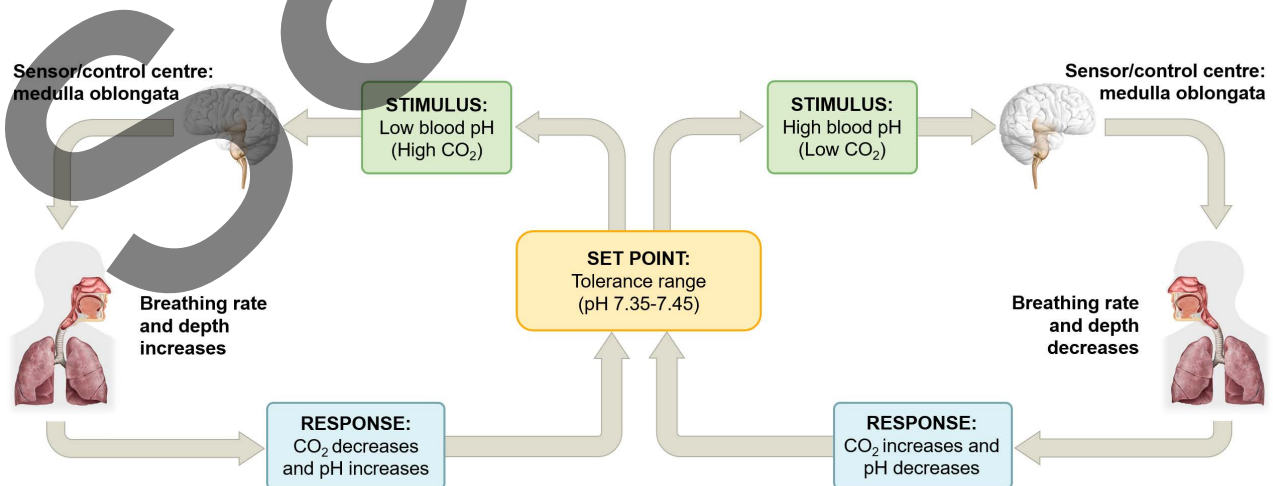 Sensor/control centre:
medulla oblongata
STIMULUS:
Low blood pH
(High CO₂)
STIMULUS:
High blood pH
(Low CO₂)
Sensor/control centre:
medulla oblongata
SET POINT:
Tolerance range
(pH 7.35-7.45)
Breathing rate
and depth
increases
Breathing rate
and depth
decreases
RESPONSE:
CO₂ decreases
and pH increases
RESPONSE:
CO₂ increases and
pH decreases